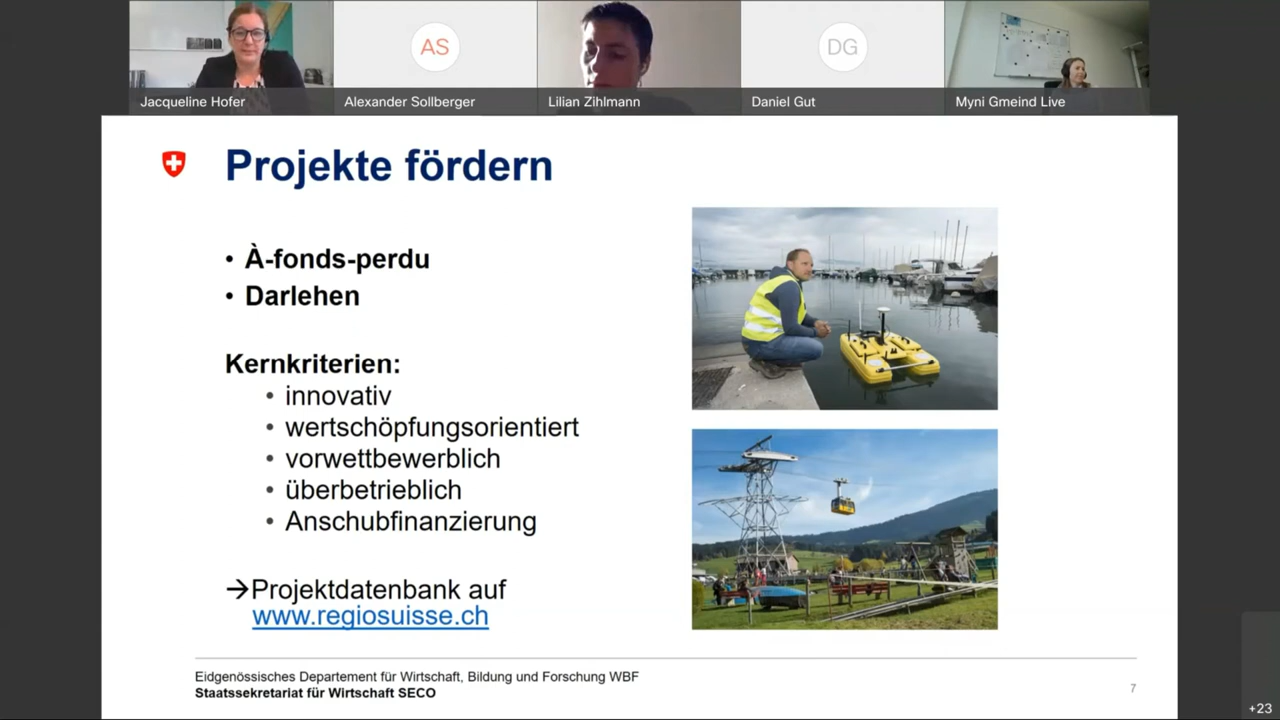 AS
DG
Jacqueline Hofer
Alexander Sollberger
Lilian Zihlmann
Daniel Gut
Myni Gmeind Live
Projekte fördern
• À-fonds-perdu
• Darlehen
Kernkriterien:
• innovativ
• wertschöpfungsorientiert
• vorwettbewerblich
• überbetrieblich
• Anschubfinanzierung
→Projektdatenbank auf
www.regiosuisse.ch
Eidgenössisches Departement für Wirtschaft, Bildung und Forschung WBF
Staatssekretariat für Wirtschaft SECO
7
+23